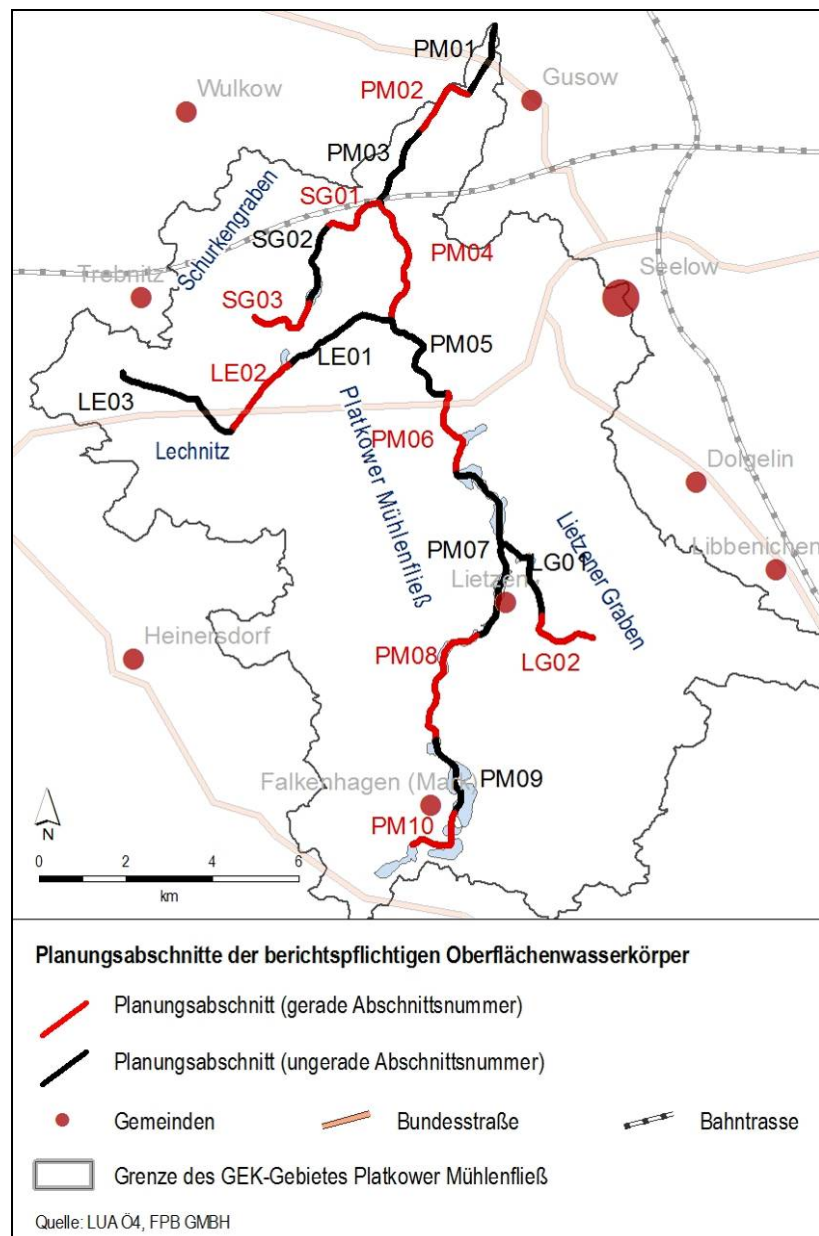 PM01
Wulkow
PM02
Gusow
PM03
SG01
Schurkengraben
SG02
PM04
Trebnitz
Seelow
SG03
PM05
LE01
LE02
LE03
Lechnitz
Platkower Mühlenfließ
PM06
Dolgelin
PM07
LG01
Libbenichen
Lietzen
Lietzener Graben
Heinersdorf
PM08
LG02
PM09
Falkenhagen (Mark)
PM10
N
0 2 4 6
km
Planungsabschnitte der berichtspflichtigen Oberflächenwasserkörper
Planungsabschnitt (gerade Abschnittsnummer)
Planungsabschnitt (ungerade Abschnittsnummer)
Gemeinden Bundesstraße Bahntrasse
Grenze des GEK-Gebietes Platkower Mühlenfließ
Quelle: LUA Ö4, FPB GMBH